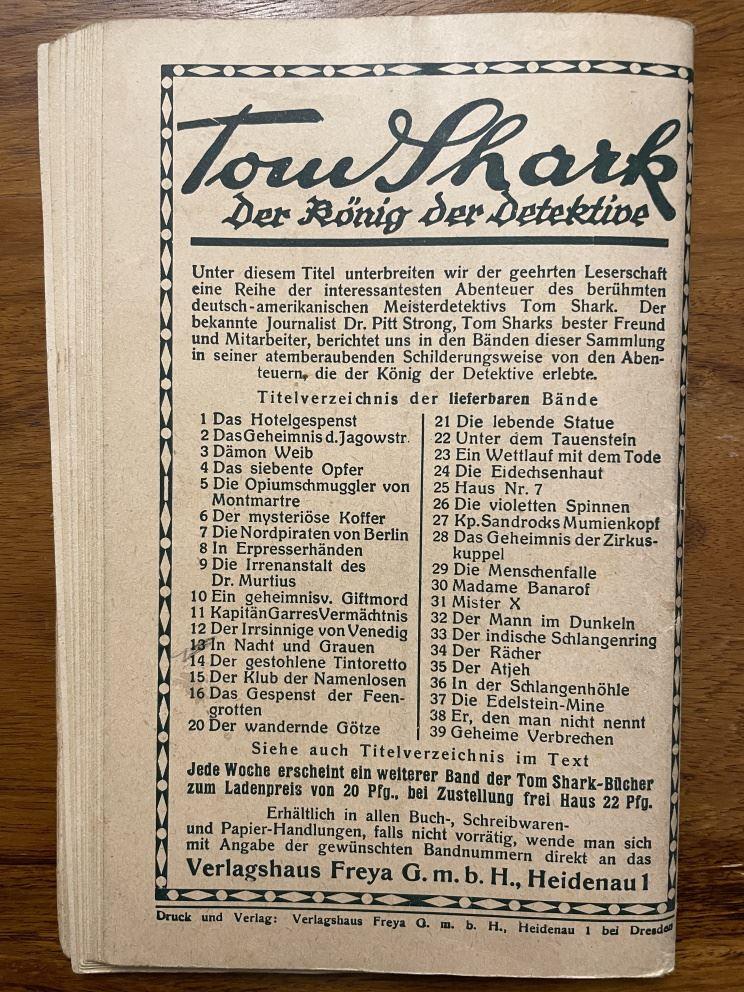 Tom Shark
Der König der Detektive
Unter diesem Titel unterbreiten wir der geehrten Leserschaft
eine Reihe der interessantesten Abenteuer des berühmten
deutsch-amerikanischen Meisterdetektivs Tom Shark. Der
bekannte Journalist Dr. Pitt Strong, Tom Sharks bester Freund
und Mitarbeiter, berichtet uns in den Bänden dieser Sammlung
in seiner atemberaubenden Schilderungsweise von den Aben-
teuern, die der König der Detektive erlebte.
Titelverzeichnis der lieferbaren Bände
1 Das Hotelgespenst
2 Das Geheimnis d. Jagowstr.
3 Dämon Weib
4 Das siebente Opfer
5 Die Opiumschmuggler von
Montmartre
6 Der mysteriöse Koffer
7 Die Nordpiraten von Berlin
8 In Erpresserhänden
9 Die Irrenanstalt des
Dr. Murtius
10 Ein geheimnisv. Giftmord
11 Kapitän Garres Vermächtnis
12 Der Irrsinnige von Venedig
13 In Nacht und Grauen
14 Der gestohlene Tintoretto
15 Der Klub der Namenlosen
16 Das Gespenst der Feen-
grotten
20 Der wandernde Götze
21 Die lebende Statue
22 Unter dem Tauenstein
23 Ein Wettlauf mit dem Tode
24 Die Eidechsenhaut
25 Haus Nr. 7
26 Die violetten Spinnen
27 Kp. Sandrocks Mumienkopf
28 Das Geheimnis der Zirkus-
kuppel
29 Die Menschenfalle
30 Madame Banarof
31 Mister X
32 Der Mann im Dunkeln
33 Der indische Schlangenring
34 Der Rächer
35 Der Atjeh
36 In der Schlangenhöhle
37 Die Edelstein-Mine
38 Er, den man nicht nennt
39 Geheime Verbrechen
Siehe auch Titelverzeichnis im Text
Jede Woche erscheint ein weiterer Band der Tom Shark-Bücher
zum Ladenpreis von 20 Pfg., bei Zustellung frei Haus 22 Pfg.
Erhältlich in allen Buch-, Schreibwaren-
und Papier-Handlungen, falls nicht vorrätig, wende man sich
mit Angabe der gewünschten Bandnummern direkt an das
Verlagshaus Freya G. m. b. H., Heidenau 1
Druck und Verlag: Verlagshaus Freya G. m. b. H., Heidenau 1 bei Dresden